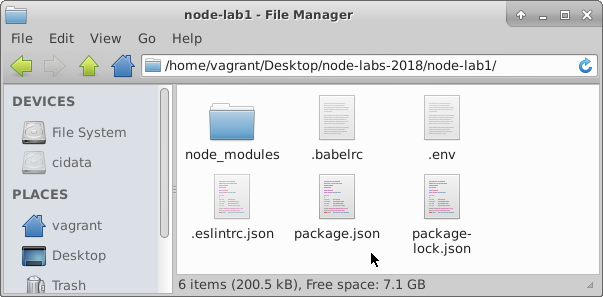 node-lab1 - File Manager
File Edit View Go Help
/home/vagrant/Desktop/node-labs-2018/node-lab1/
DEVICES
File System
cidata
PLACES
vagrant
Desktop
Trash
node_modules .babelrc .env
.eslintrc.json package.json package-
lock.json
6 items (200.5 kB), Free space: 7.1 GB